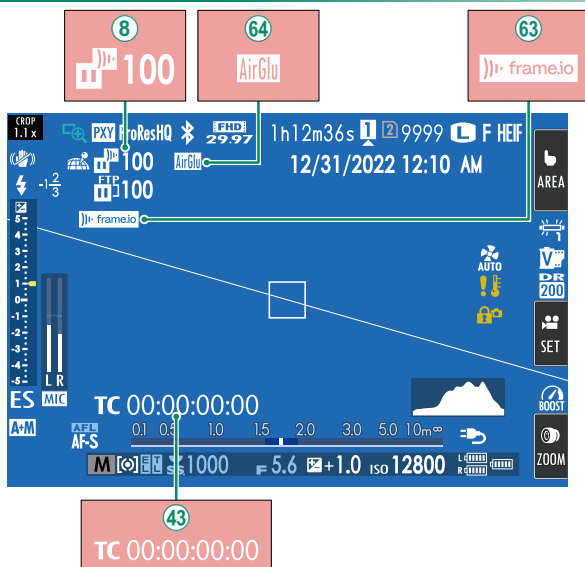 8
64
63
100
AirGlu
frame.io
CROP
1.1 x
PXY ProResHQ FHD 29.97 1h12m36s 1 2 9999 L F HEIF
100 AirGlu 12/31/2022 12:10 AM
-1 2/3
FTP 100
frame.io
AREA
5
4
3
2
1
0
-1
-2
-3
-4
-5
AUTO
1
V
DR
200
SET
L R
ES MIC
TC 00:00:00:00
BOOST
A+M
AFL
AF-S
0.1 0.5 1.0 1.5 2.0 3.0 5.0 10m ∞
M E L SS 1000 F 5.6 +1.0 ISO 12800 L R
ZOOM
43
TC 00:00:00:00